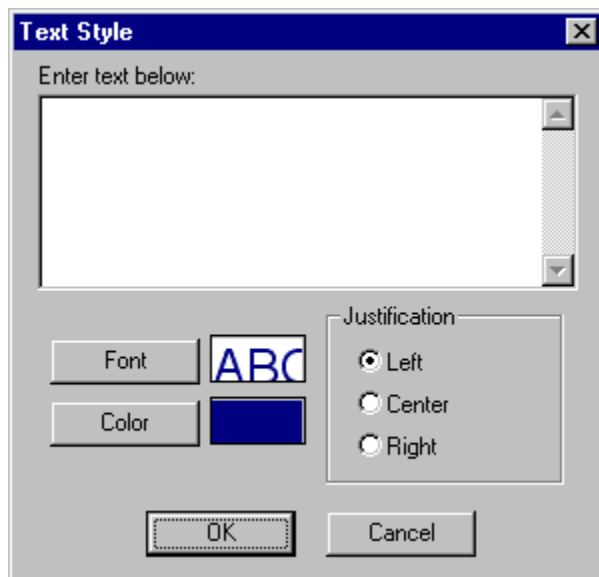 Text Style
Enter text below:
Font
ABC
Color
Justification
Left
Center
Right
OK
Cancel